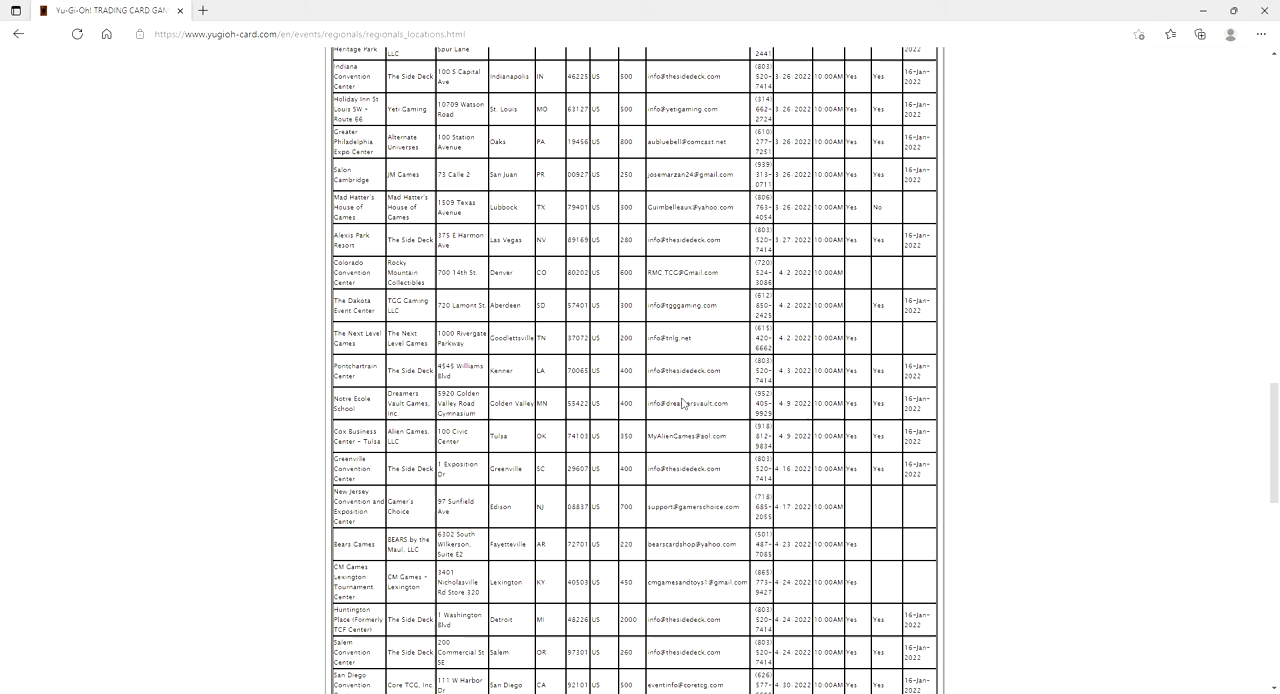 Yu-Gi-Oh! TRADING CARD GAM
https://www.yugioh-card.com/en/events/regionals/regionals_locations.html
Heritage Park LLC Spur Lane 2441 2022
Indiana Convention Center The Side Deck 100 S Capital Ave Indianapolis IN 46225 US 500 info@thesidedeck.com (803) 520-7414 3-26-2022 10:00AM Yes Yes 16-Jan-2022
Holiday Inn St Louis SW - Route 66 Yeti Gaming 10709 Watson Road St. Louis MO 63127 US 500 info@yetigaming.com (314) 662-2724 3-26-2022 10:00AM Yes Yes 16-Jan-2022
Greater Philadelphia Expo Center Alternate Universes 100 Station Avenue Oaks PA 19456 US 800 aubluebell@comcast.net (610) 277-7251 3-26-2022 10:00AM Yes Yes 16-Jan-2022
Salon Cambridge JM Games 73 Calle 2 San Juan PR 00927 US 250 josemarzan24@gmail.com (939) 313-0711 3-26-2022 10:00AM Yes Yes 16-Jan-2022
Mad Hatter's House of Games Mad Hatter's House of Games 1509 Texas Avenue Lubbock TX 79401 US 300 Guimbelleaux@yahoo.com (806) 763-4054 3-26-2022 10:00AM Yes No
Alexis Park Resort The Side Deck 375 E Harmon Ave Las Vegas NV 89169 US 280 info@thesidedeck.com (803) 520-7414 3-27-2022 10:00AM Yes Yes 16-Jan-2022
Colorado Convention Center Rocky Mountain Collectibles 700 14th St. Denver CO 80202 US 600 RMC.TCG@Gmail.com (720) 524-3086 4-2-2022 10:00AM
The Dakota Event Center TGG Gaming LLC 720 Lamont St. Aberdeen SD 57401 US 300 info@tgggaming.com (612) 850-2425 4-2-2022 10:00AM Yes 16-Jan-2022
The Next Level Games The Next Level Games 1000 Rivergate Parkway Goodlettsville TN 37072 US 200 info@tnlg.net (615) 420-6662 4-2-2022 10:00AM Yes
Pontchartrain Center The Side Deck 4545 Williams Blvd Kenner LA 70065 US 400 info@thesidedeck.com (803) 520-7414 4-3-2022 10:00AM Yes Yes 16-Jan-2022
Notre Ecole School Dreamers Vault Games, Inc. 5920 Golden Valley Road Gymnasium Golden Valley MN 55422 US 400 info@dreamersvault.com (952) 405-9929 4-9-2022 10:00AM Yes Yes 16-Jan-2022
Cox Business Center - Tulsa Alien Games, LLC 100 Civic Center Tulsa OK 74103 US 350 MyAlienGames@aol.com (918) 812-9834 4-9-2022 10:00AM Yes Yes 16-Jan-2022
Greenville Convention Center The Side Deck 1 Exposition Dr Greenville SC 29607 US 400 info@thesidedeck.com (803) 520-7414 4-16-2022 10:00AM Yes Yes 16-Jan-2022
New Jersey Convention and Exposition Center Gamer's Choice 97 Sunfield Ave Edison NJ 08837 US 700 support@gamerschoice.com (718) 685-2055 4-17-2022 10:00AM
Bears Games BEARS by the Maul, LLC 6302 South Wilkerson, Suite E2 Fayetteville AR 72701 US 220 bearscardshop@yahoo.com (501) 487-7085 4-23-2022 10:00AM Yes
CM Games Lexington Tournament Center CM Games - Lexington 3401 Nicholasville Rd Store 320 Lexington KY 40503 US 450 cmgamesandtoys1@gmail.com (865) 773-9427 4-24-2022 10:00AM Yes
Huntington Place (Formerly TCF Center) The Side Deck 1 Washington Blvd Detroit MI 48226 US 2000 info@thesidedeck.com (803) 520-7414 4-24-2022 10:00AM Yes Yes 16-Jan-2022
Salem Convention Center The Side Deck 200 Commercial St SE Salem OR 97301 US 260 info@thesidedeck.com (803) 520-7414 4-24-2022 10:00AM Yes Yes 16-Jan-2022
San Diego Convention Core TCG, Inc. 111 W Harbor Dr San Diego CA 92101 US 500 eventinfo@coretcg.com (626) 577- 4-30-2022 10:00AM Yes Yes 16-Jan-